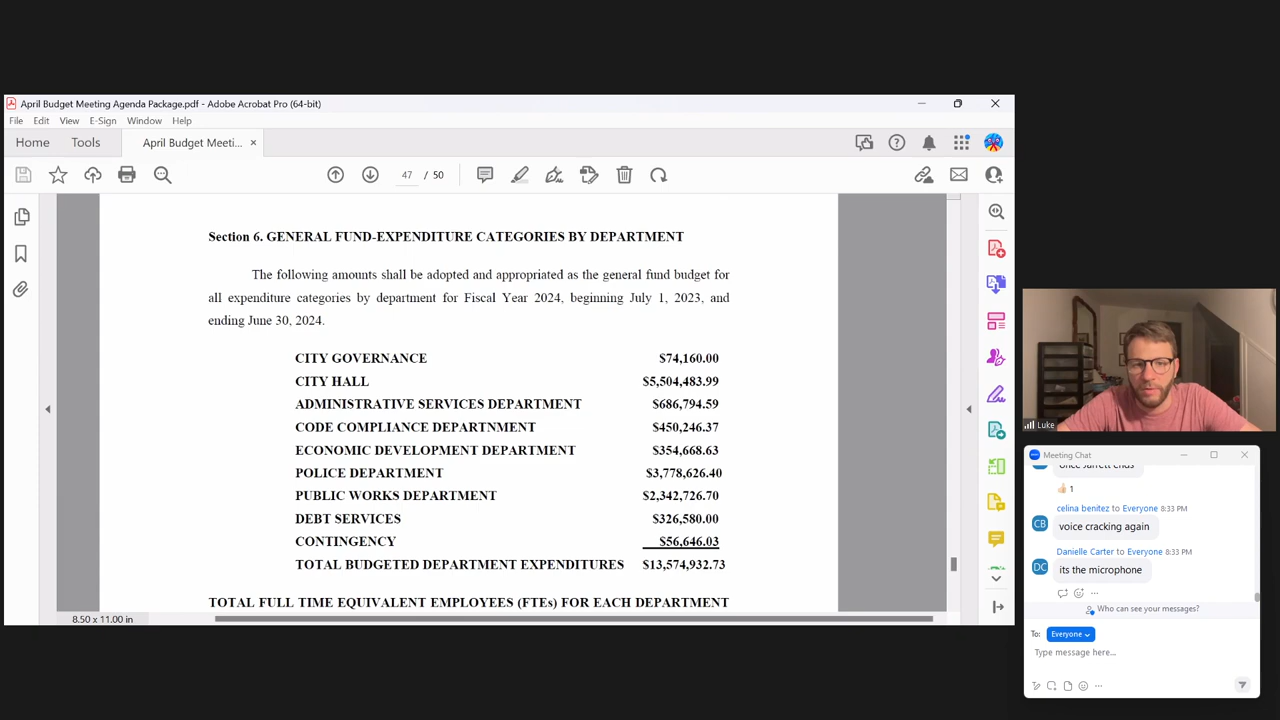 April Budget Meeting Agenda Package.pdf - Adobe Acrobat Pro (64-bit)
File Edit View E-Sign Window Help
Home Tools April Budget Meeti... ×
47 / 50
Section 6. GENERAL FUND-EXPENDITURE CATEGORIES BY DEPARTMENT
The following amounts shall be adopted and appropriated as the general fund budget for
all expenditure categories by department for Fiscal Year 2024, beginning July 1, 2023, and
ending June 30, 2024.
CITY GOVERNANCE $74,160.00
CITY HALL $5,504,483.99
ADMINISTRATIVE SERVICES DEPARTMENT $686,794.59
CODE COMPLIANCE DEPARTNMENT $450,246.37
ECONOMIC DEVELOPMENT DEPARTMENT $354,668.63
POLICE DEPARTMENT $3,778,626.40
PUBLIC WORKS DEPARTMENT $2,342,726.70
DEBT SERVICES $326,580.00
CONTINGENCY $56,646.03
TOTAL BUDGETED DEPARTMENT EXPENDITURES $13,574,932.73
TOTAL FULL TIME EQUIVALENT EMPLOYEES (FTEs) FOR EACH DEPARTMENT
8.50 x 11.00 in
Luke
Meeting Chat
once Jarrett ends
1
celina benitez to Everyone 8:33 PM
CB voice cracking again
Danielle Carter to Everyone 8:33 PM
DC its the microphone
Who can see your messages?
To: Everyone
Type message here...